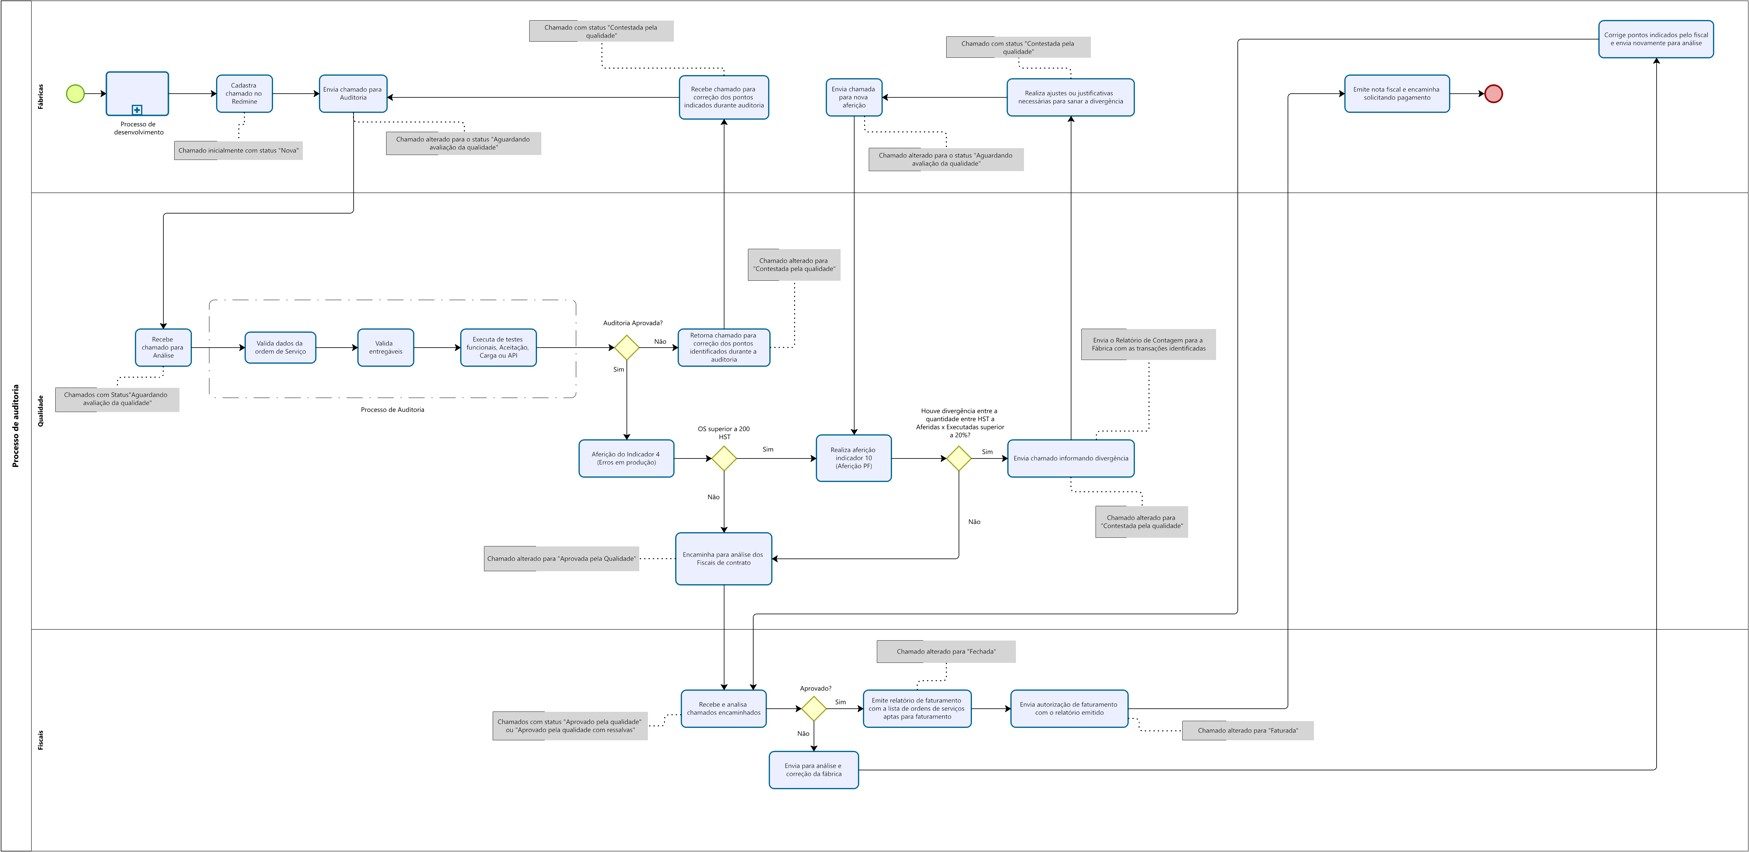 Processo de auditoria
Fábricas
Processo de
desenvolvimento
Cadastra
chamado no
Redmine
Chamado inicialmente com status "Nova"
Envia chamado para
Auditoria
Chamado alterado para o status "Aguardando
avaliação da qualidade"
Chamado com status "Contestada pela
qualidade"
Recebe chamado para
correção dos pontos
indicados durante auditoria
Envia chamada
para nova
aferição
Chamado alterado para o status "Aguardando
avaliação da qualidade"
Chamado com status "Contestada pela
qualidade"
Realiza ajustes ou justificativas
necessárias para sanar a divergência
Emite nota fiscal e encaminha
solicitando pagamento
Corrige pontos indicados pelo fiscal
e envia novamente para análise
Qualidade
Recebe
chamado para
Análise
Chamados com Status"Aguardando
avaliação da qualidade"
Valida dados da
ordem de Serviço
Valida
entregáveis
Executa de testes
funcionais, Aceitação,
Carga ou API
Processo de Auditoria
Auditoria Aprovada?
Não
Sim
Retorna chamado para
correção dos pontos
identificados durante a
auditoria
Chamado alterado para
"Contestada pela qualidade"
Aferição do Indicador 4
(Erros em produção)
OS superior a 200
HST
Sim
Não
Realiza aferição
indicador 10
(Aferição PF)
Houve divergência entre a
quantidade entre HST a
Aferidas x Executadas superior
a 20%?
Sim
Não
Envia chamado informando divergência
Envia o Relatório de Contagem para a
Fábrica com as transações identificadas
Chamado alterado para
"Contestada pela qualidade"
Encaminha para análise dos
Fiscais de contrato
Chamado alterado para "Aprovada pela Qualidade"
Fiscais
Recebe e analisa
chamados encaminhados
Chamados com status "Aprovado pela qualidade"
ou "Aprovado pela qualidade com ressalvas"
Aprovado?
Sim
Não
Emite relatório de faturamento
com a lista de ordens de serviços
aptas para faturamento
Chamado alterado para "Fechada"
Envia autorização de faturamento
com o relatório emitido
Chamado alterado para "Faturada"
Envia para análise e
correção da fábrica